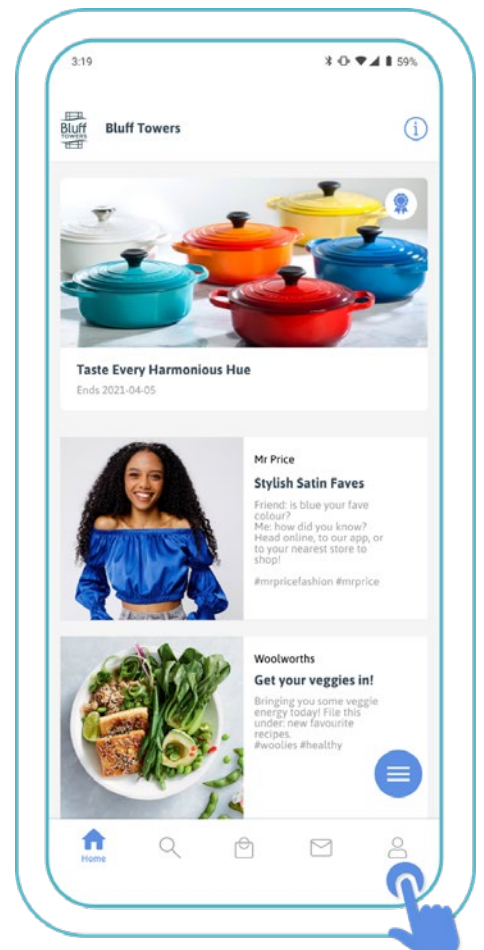 3:19
59%
Bluff
TOWERS
Bluff Towers
Taste Every Harmonious Hue
Ends 2021-04-05
Mr Price
Stylish Satin Faves
Friend: is blue your fave
colour?
Me: how did you know?
Head online, to our app, or
to your nearest store to
shop!
#mrpricefashion #mrprice
Woolworths
Get your veggies in!
Bringing you some veggie
energy today! File this
under: new favourite
recipes.
#woolies #healthy
Home